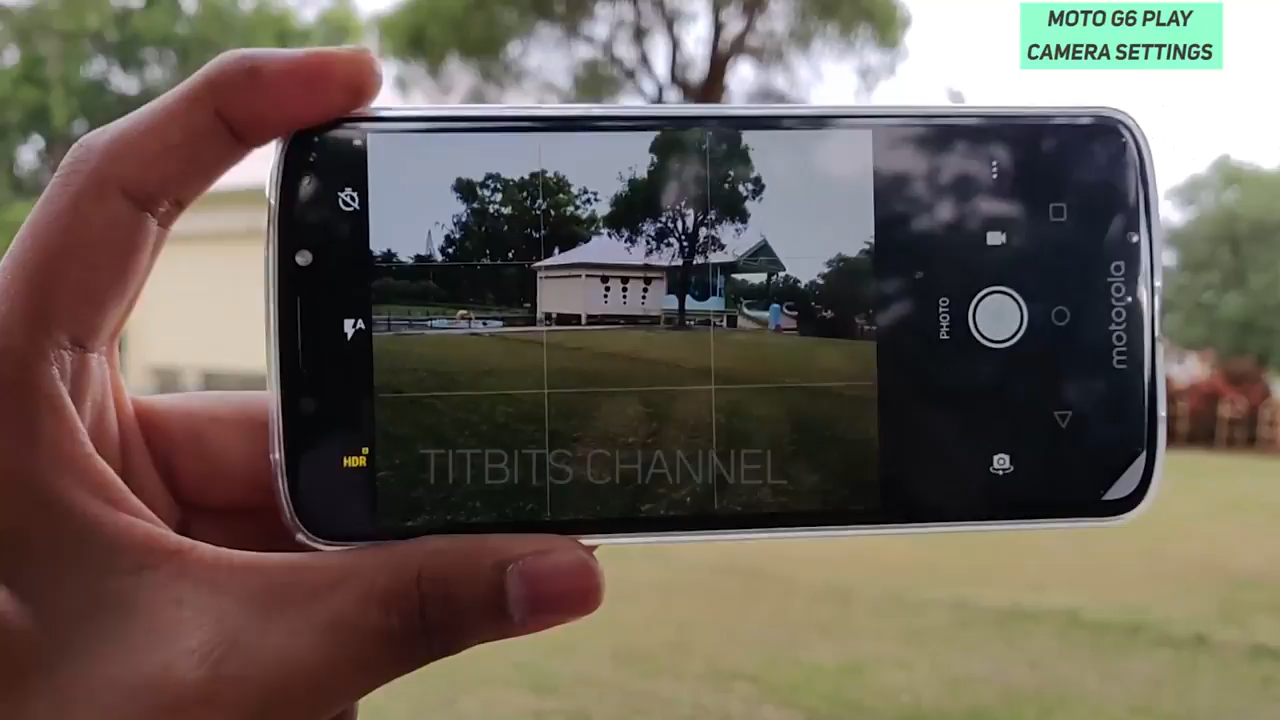 MOTO G6 PLAY
CAMERA SETTINGS
A
HDR
PHOTO
motorola
TITBITS CHANNEL